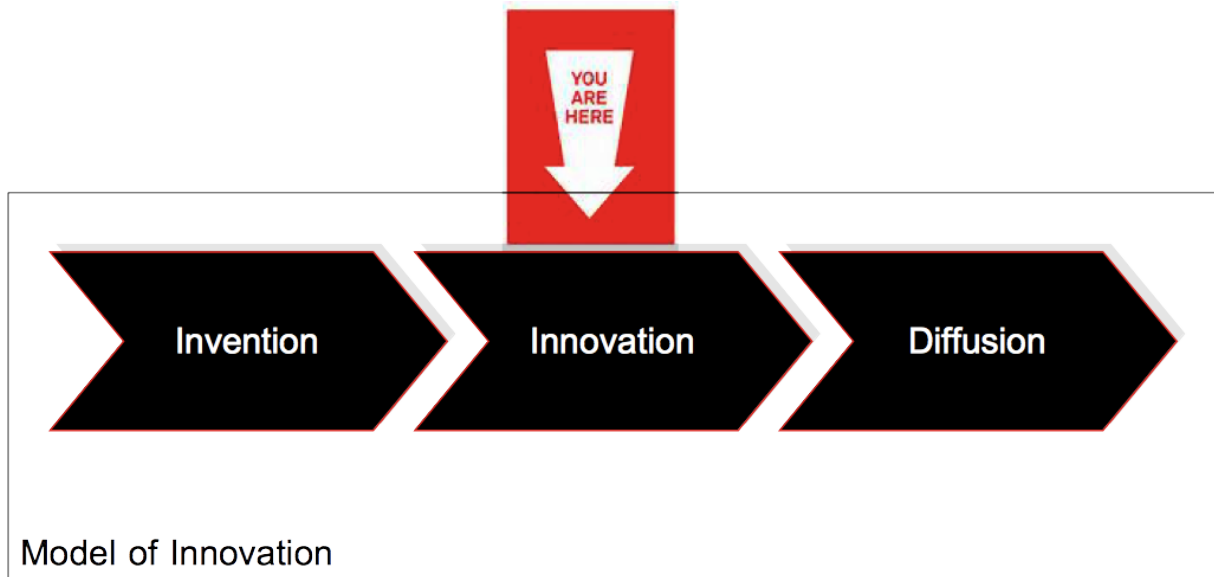 YOU
ARE
HERE
Invention
Innovation
Diffusion
Model of Innovation